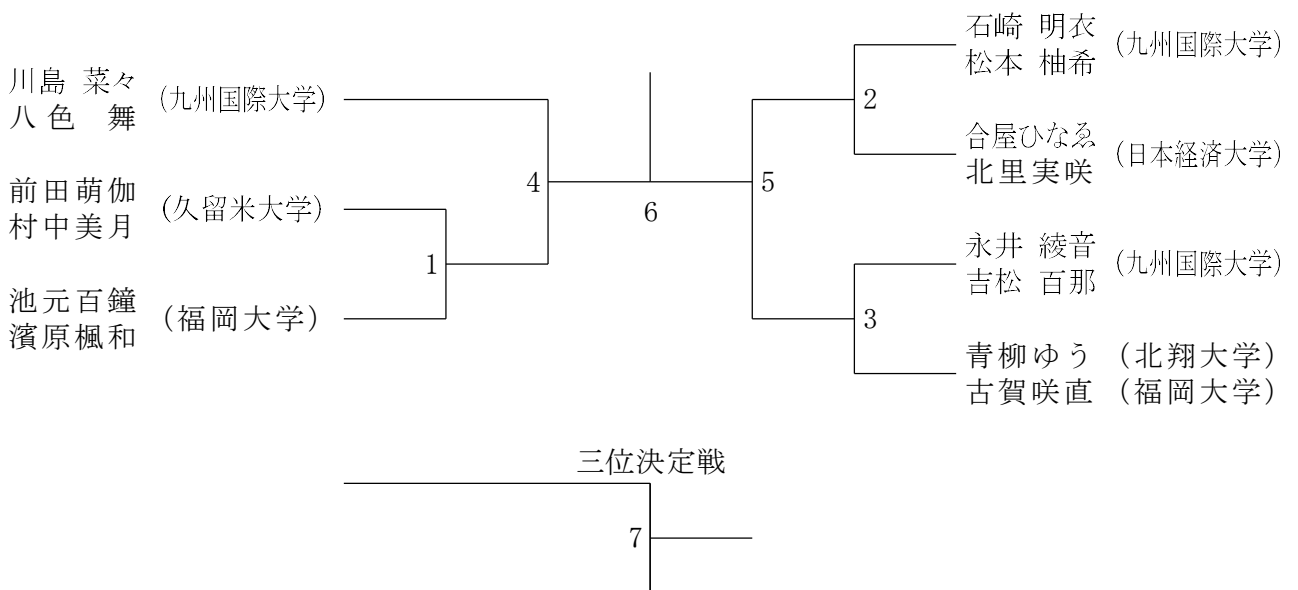 川島 菜々
八色 舞
(九州国際大学)
前田萌伽
村中美月
(久留米大学)
池元百鐘
濱原楓和
(福岡大学)
1
4
6
石崎 明衣
松本 柚希
(九州国際大学)
2
合屋ひなゑ
北里実咲
(日本経済大学)
5
永井 綾音
吉松 百那
(九州国際大学)
3
青柳ゆう (北翔大学)
古賀咲直 (福岡大学)
三位決定戦
7